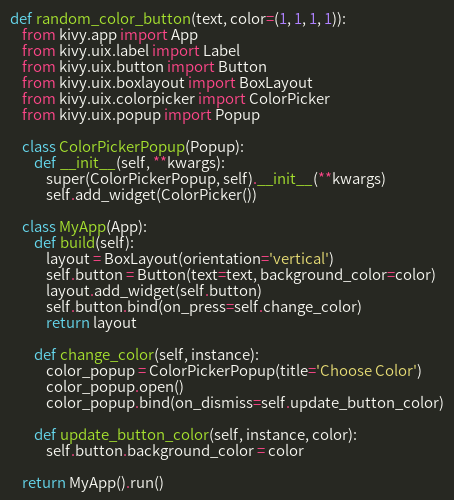 def random_color_button(text, color=(1, 1, 1, 1)):
from kivy.app import App
from kivy.uix.label import Label
from kivy.uix.button import Button
from kivy.uix.boxlayout import BoxLayout
from kivy.uix.colorpicker import ColorPicker
from kivy.uix.popup import Popup
class ColorPickerPopup(Popup):
def __init__(self, **kwargs):
super(ColorPickerPopup, self).__init__(**kwargs)
self.add_widget(ColorPicker())
class MyApp(App):
def build(self):
layout = BoxLayout(orientation='vertical')
self.button = Button(text=text, background_color=color)
layout.add_widget(self.button)
self.button.bind(on_press=self.change_color)
return layout
def change_color(self, instance):
color_popup = ColorPickerPopup(title='Choose Color')
color_popup.open()
color_popup.bind(on_dismiss=self.update_button_color)
def update_button_color(self, instance, color):
self.button.background_color = color
return MyApp().run()